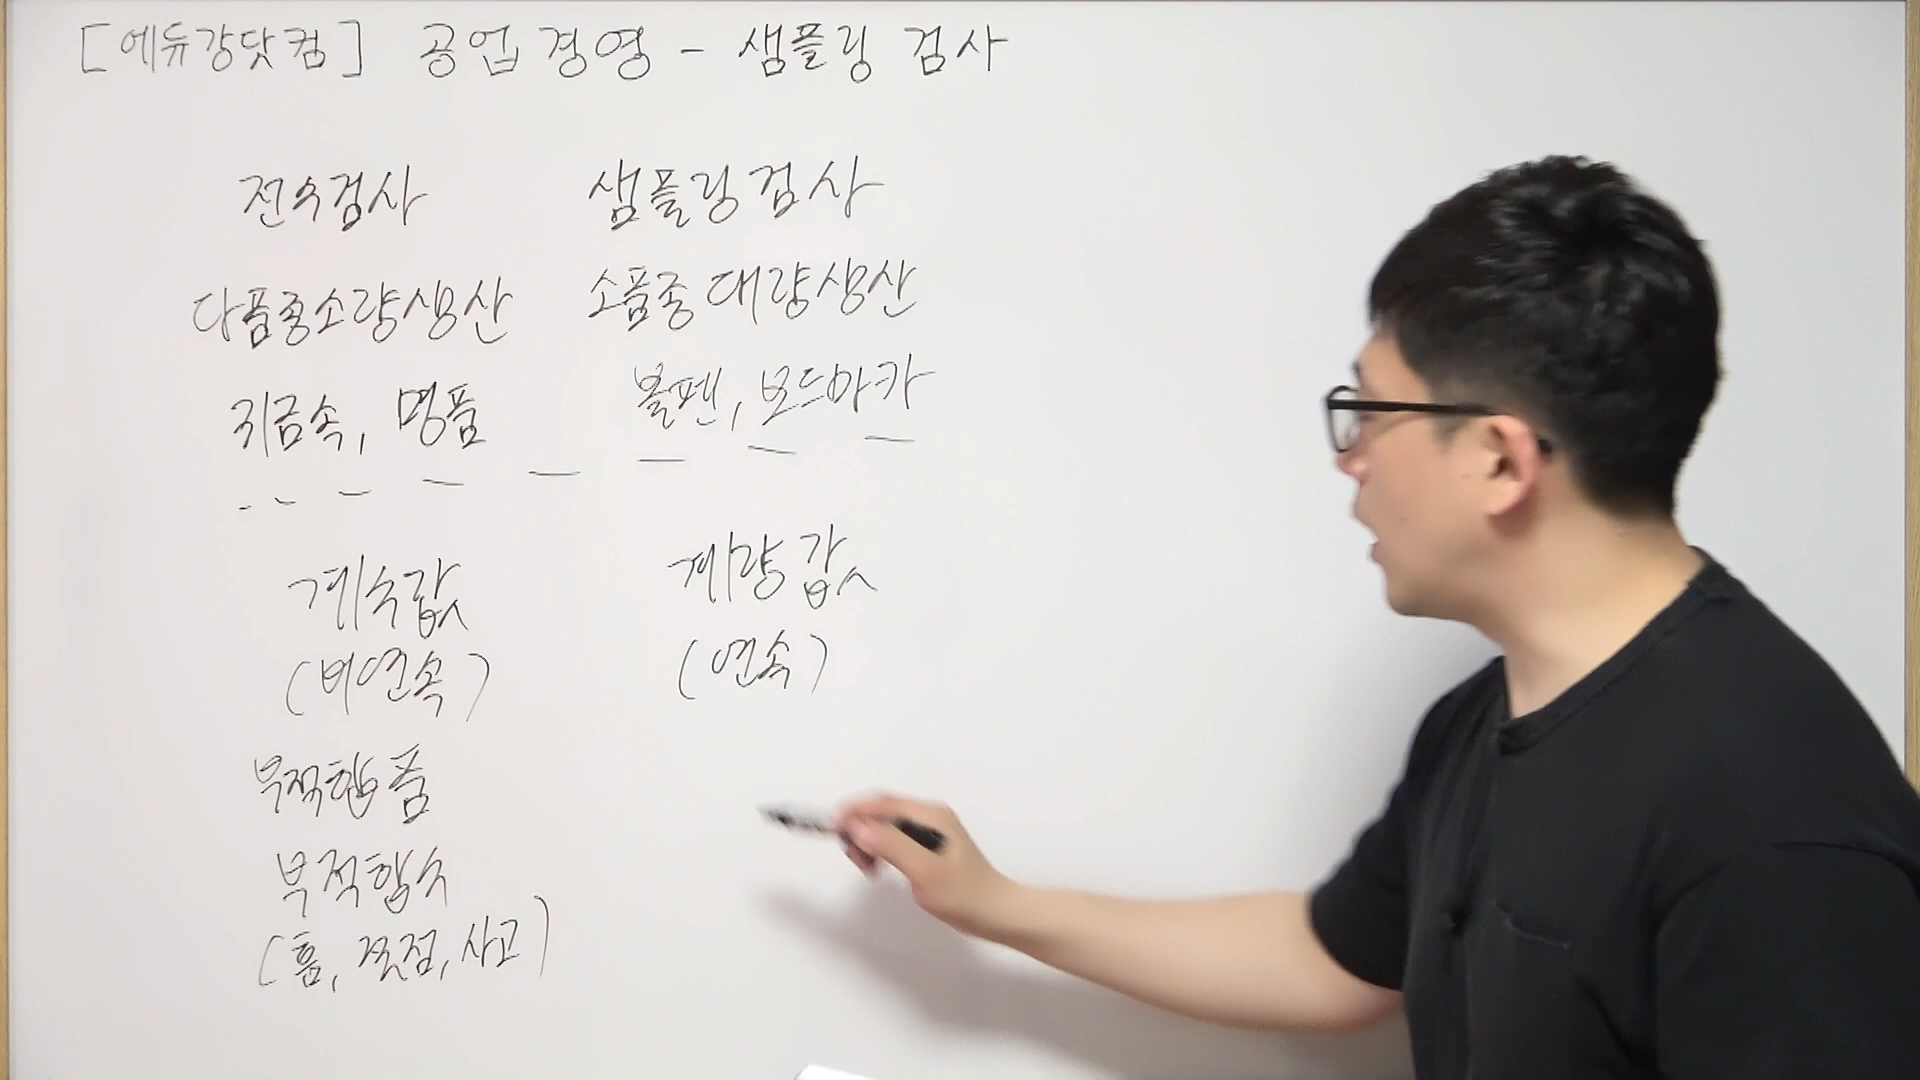 [에듀강닷컴] 공업경영 - 샘플링 검사
전수검사 샘플링검사
다품종소량생산 소품종대량생산
귀금속, 명품 볼펜, 보드마카
계수값 계량값
(비연속) (연속)
부적합품
부적합수
(흠, 결점, 사고)